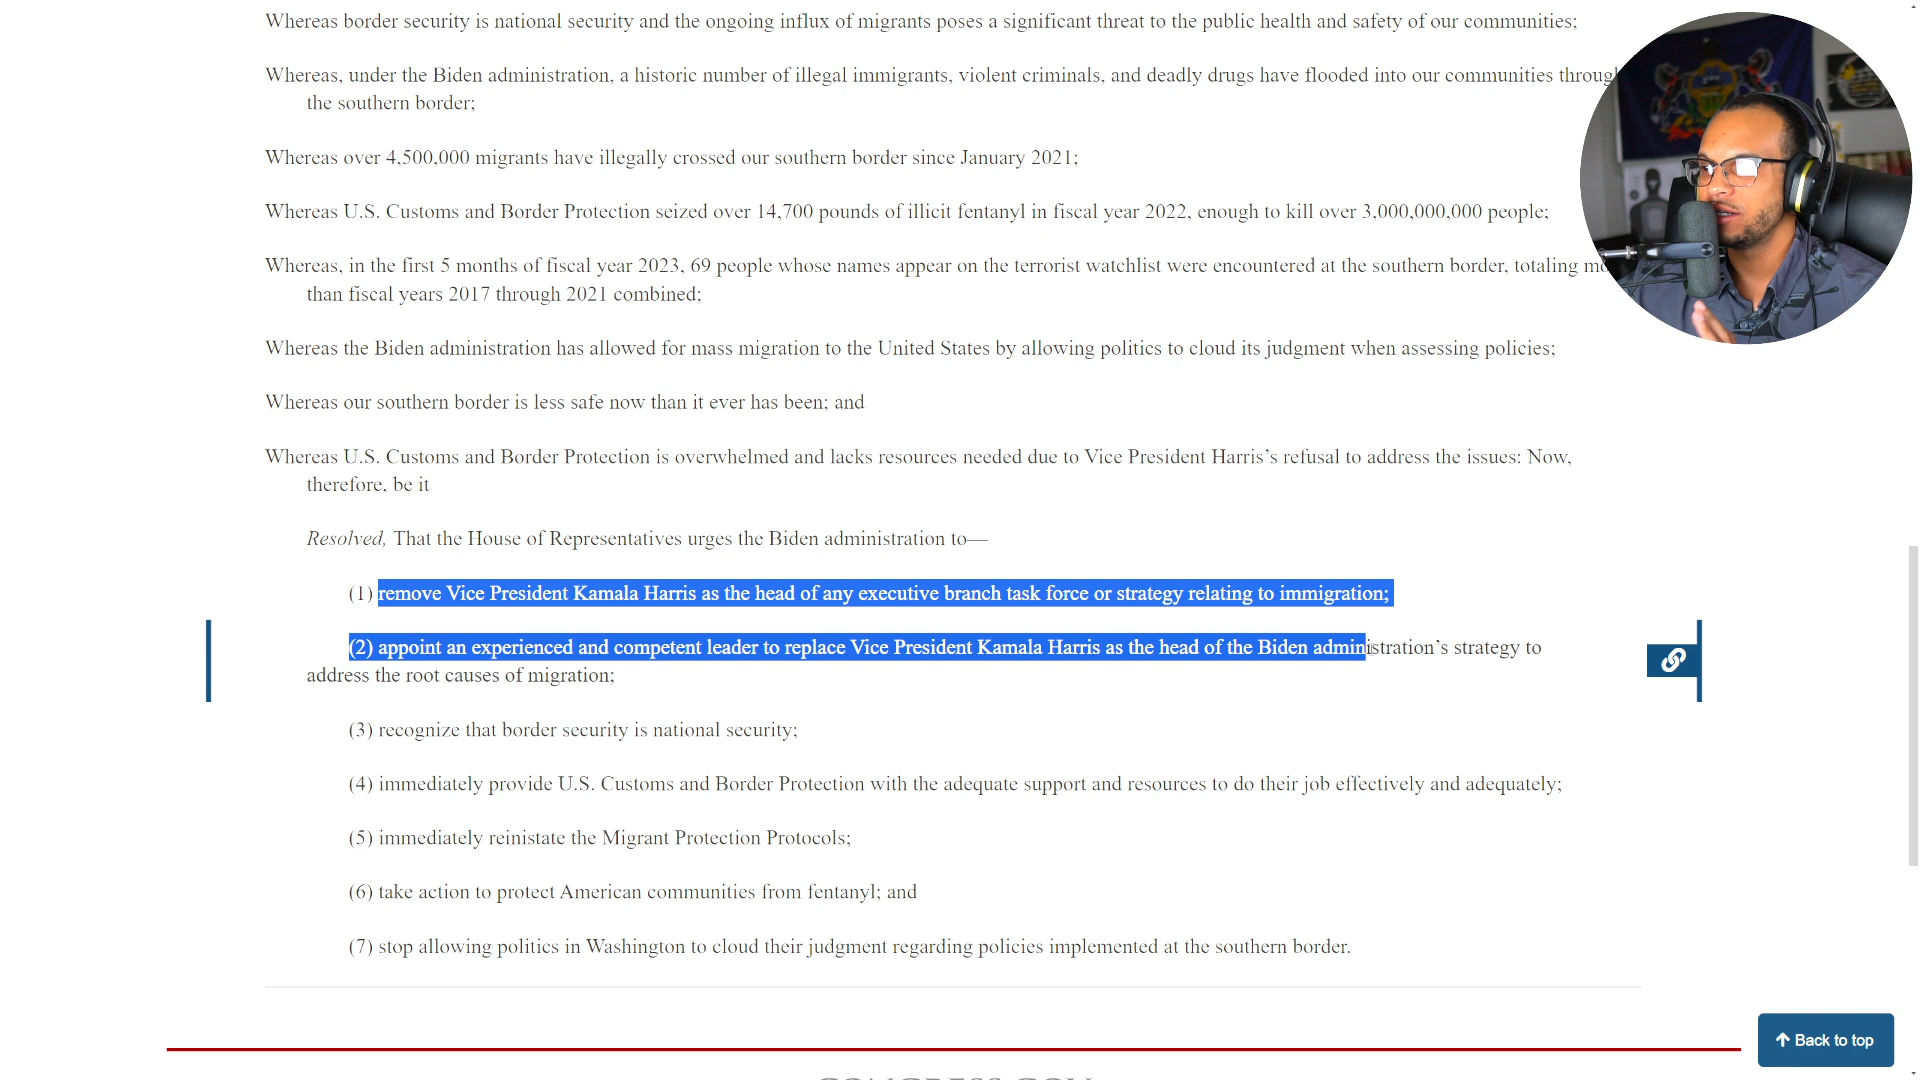 Whereas border security is national security and the ongoing influx of migrants poses a significant threat to the public health and safety of our communities;
Whereas, under the Biden administration, a historic number of illegal immigrants, violent criminals, and deadly drugs have flooded into our communities throug
the southern border;
Whereas over 4,500,000 migrants have illegally crossed our southern border since January 2021;
Whereas U.S. Customs and Border Protection seized over 14,700 pounds of illicit fentanyl in fiscal year 2022, enough to kill over 3,000,000,000 people;
Whereas, in the first 5 months of fiscal year 2023, 69 people whose names appear on the terrorist watchlist were encountered at the southern border, totaling mo
than fiscal years 2017 through 2021 combined;
Whereas the Biden administration has allowed for mass migration to the United States by allowing politics to cloud its judgment when assessing policies;
Whereas our southern border is less safe now than it ever has been; and
Whereas U.S. Customs and Border Protection is overwhelmed and lacks resources needed due to Vice President Harris’s refusal to address the issues: Now,
therefore, be it
Resolved, That the House of Representatives urges the Biden administration to—
(1) remove Vice President Kamala Harris as the head of any executive branch task force or strategy relating to immigration;
(2) appoint an experienced and competent leader to replace Vice President Kamala Harris as the head of the Biden administration’s strategy to
address the root causes of migration;
(3) recognize that border security is national security;
(4) immediately provide U.S. Customs and Border Protection with the adequate support and resources to do their job effectively and adequately;
(5) immediately reinistate the Migrant Protection Protocols;
(6) take action to protect American communities from fentanyl; and
(7) stop allowing politics in Washington to cloud their judgment regarding policies implemented at the southern border.
Back to top
CONGRESS.GOV